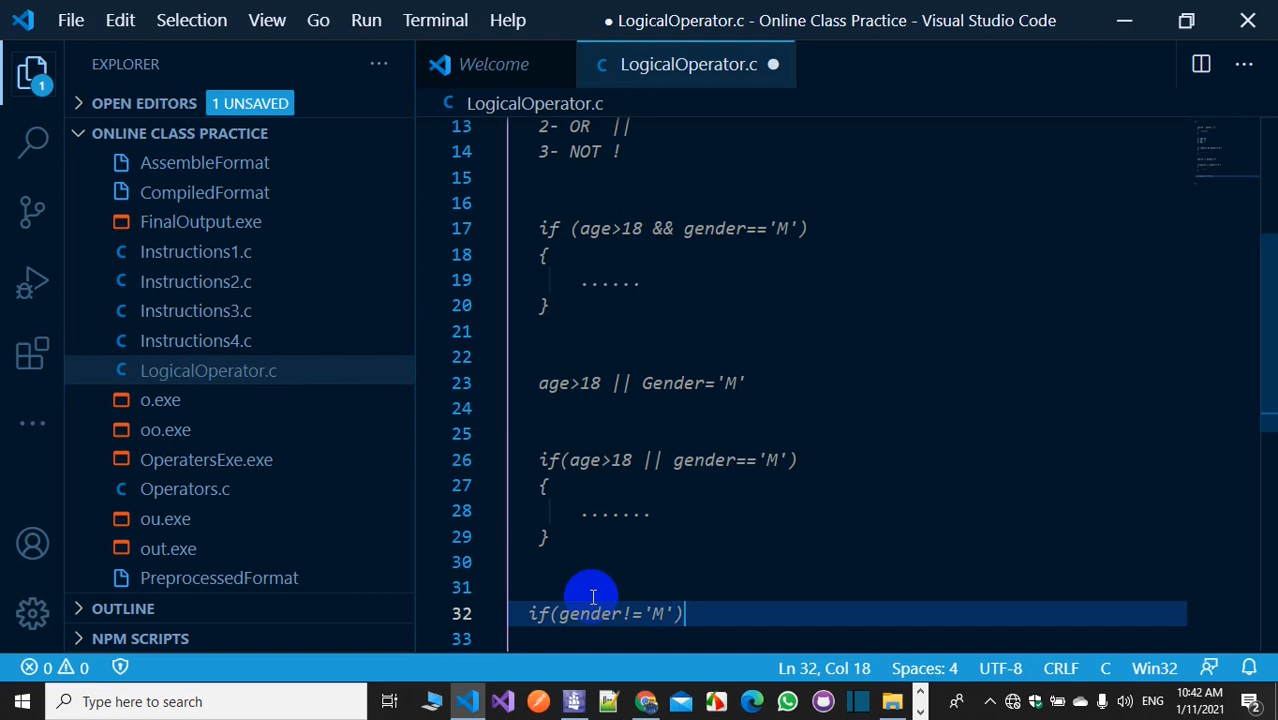 File Edit Selection View Go Run Terminal Help ● LogicalOperator.c - Online Class Practice - Visual Studio Code
EXPLORER ...
Welcome
LogicalOperator.c
1
OPEN EDITORS 1 UNSAVED
LogicalOperator.c
ONLINE CLASS PRACTICE
AssembleFormat
CompiledFormat
FinalOutput.exe
C Instructions1.c
C Instructions2.c
C Instructions3.c
C Instructions4.c
C LogicalOperator.c
o.exe
oo.exe
OperatersExe.exe
C Operators.c
ou.exe
out.exe
PreprocessedFormat
OUTLINE
NPM SCRIPTS
13 2- OR ||
14 3- NOT !
15
16
17 if (age>18 && gender=='M')
18 {
19 ......
20 }
21
22
23 age>18 || Gender='M'
24
25
26 if(age>18 || gender=='M')
27 {
28 .......
29 }
30
31
32 if(gender!='M')
33
0 0 Ln 32, Col 18 Spaces: 4 UTF-8 CRLF C Win32
Type here to search ENG 10:42 AM
1/11/2021 2